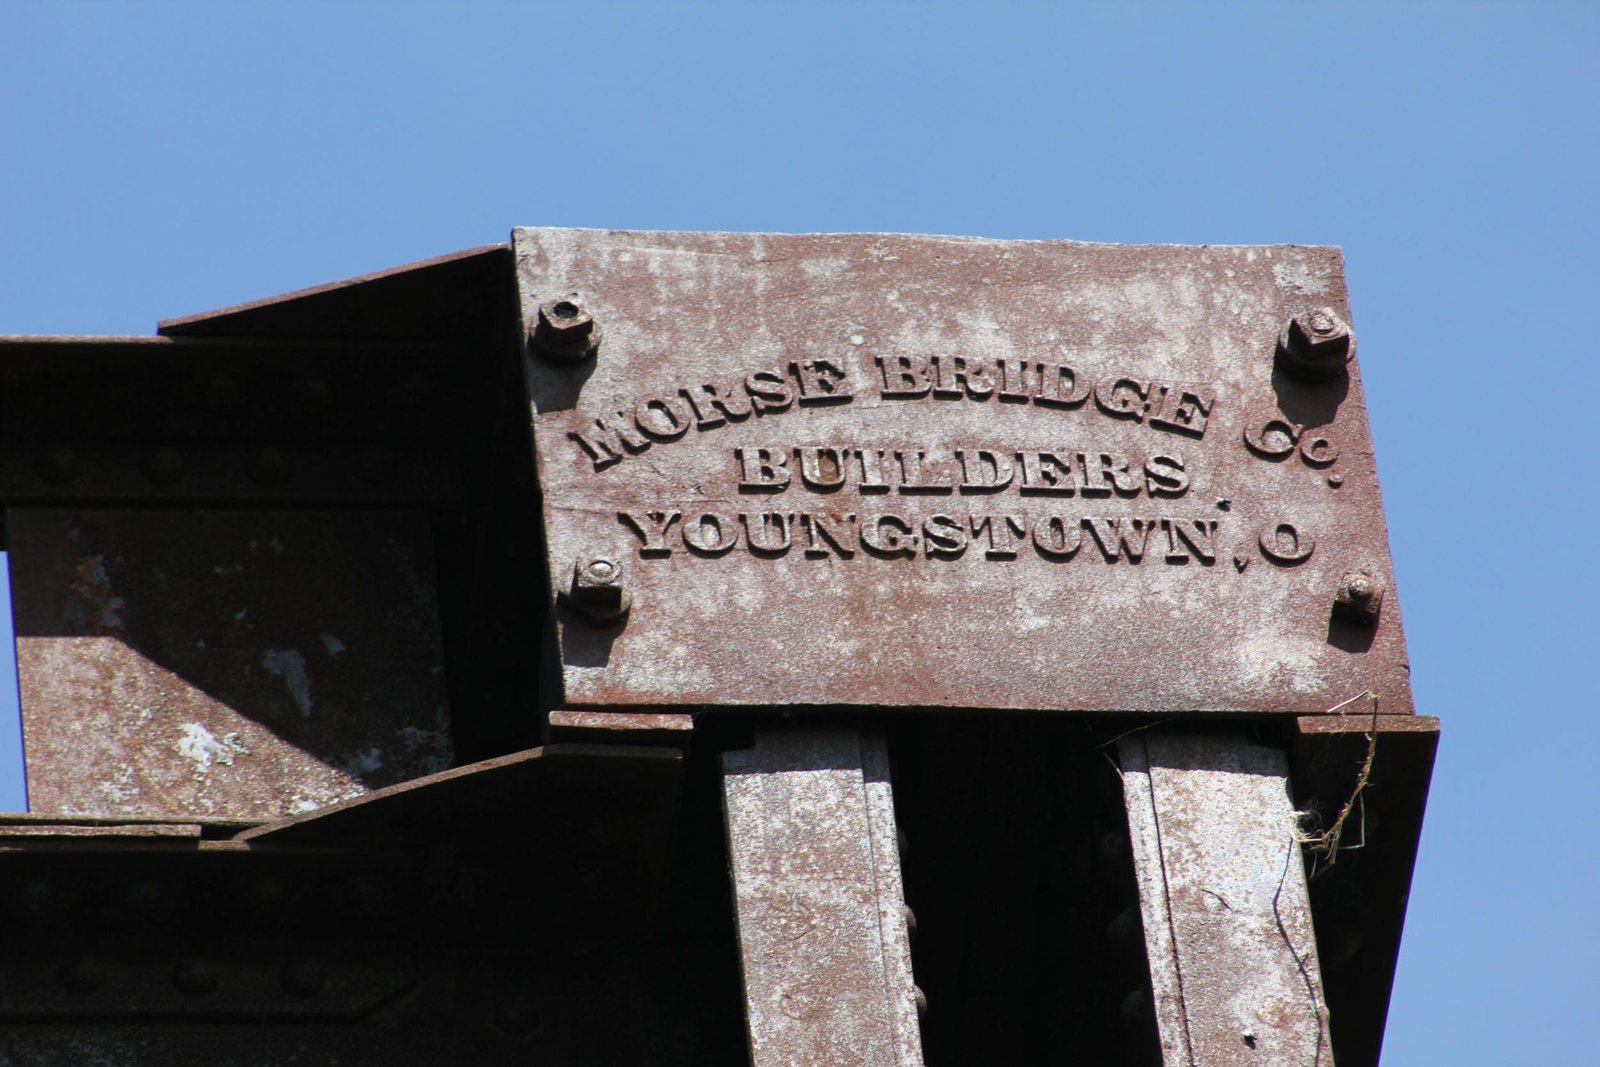 MORSE BRIDGE Co.
BUILDERS
YOUNGSTOWN, O